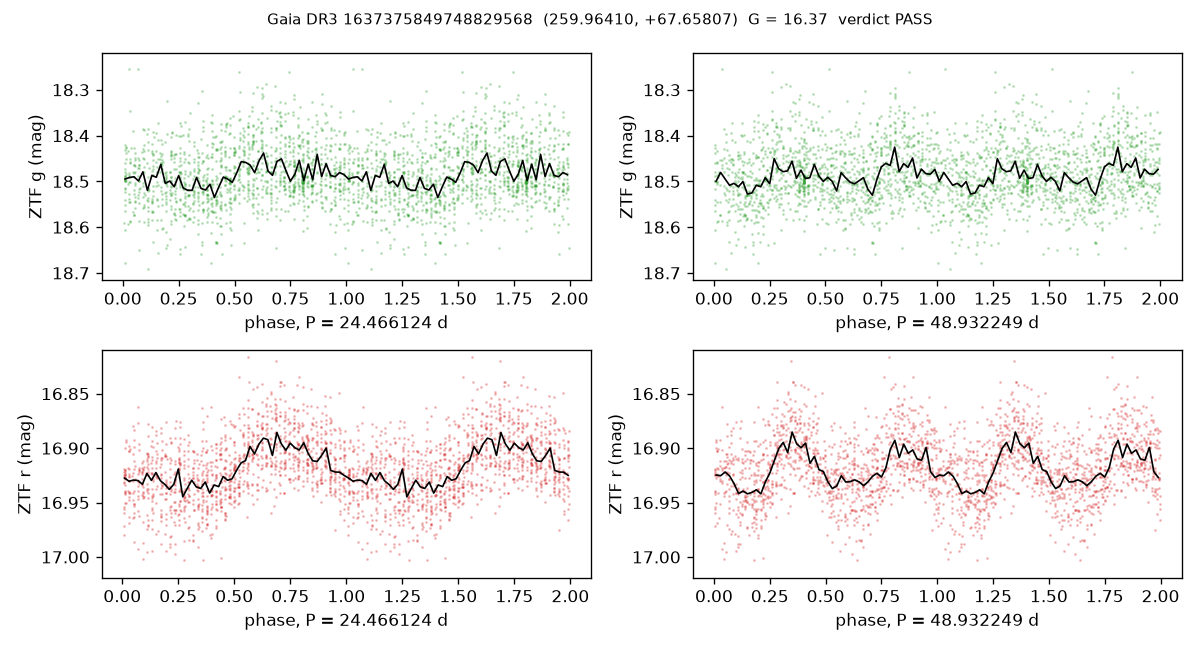 Gaia DR3 1637375849748829568 (259.96410, +67.65807) G = 16.37 verdict PASS
ZTF g (mag)
18.3
18.4
18.5
18.6
18.7
0.00 0.25 0.50 0.75 1.00 1.25 1.50 1.75 2.00
phase, P = 24.466124 d
ZTF g (mag)
18.3
18.4
18.5
18.6
18.7
0.00 0.25 0.50 0.75 1.00 1.25 1.50 1.75 2.00
phase, P = 48.932249 d
ZTF r (mag)
16.85
16.90
16.95
17.00
0.00 0.25 0.50 0.75 1.00 1.25 1.50 1.75 2.00
phase, P = 24.466124 d
ZTF r (mag)
16.85
16.90
16.95
17.00
0.00 0.25 0.50 0.75 1.00 1.25 1.50 1.75 2.00
phase, P = 48.932249 d